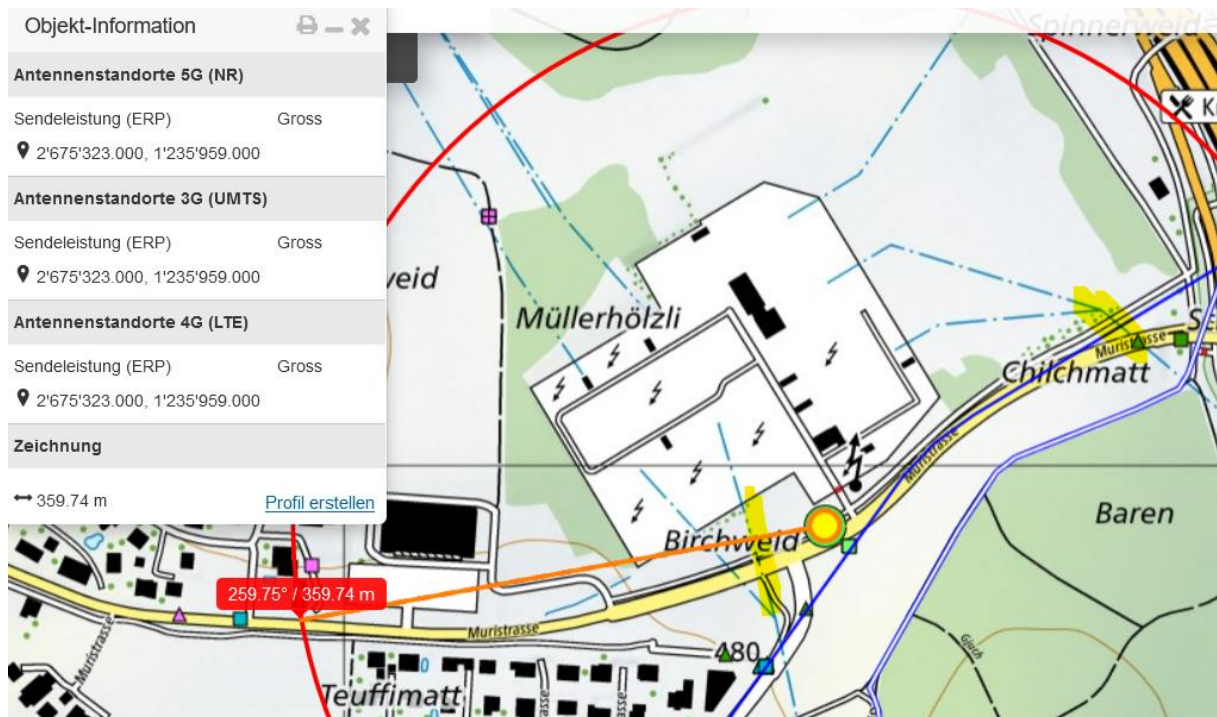 Objekt-Information
Antennenstandorte 5G (NR)
Sendeleistung (ERP) Gross
2'675'323.000, 1'235'959.000
Antennenstandorte 3G (UMTS)
Sendeleistung (ERP) Gross
2'675'323.000, 1'235'959.000
Antennenstandorte 4G (LTE)
Sendeleistung (ERP) Gross
2'675'323.000, 1'235'959.000
Zeichnung
359.74 m Profil erstellen
Spinnerweid
Müllerhölzli
Muristrasse
Chilchmatt
Muristrasse
Baren
Birchweid
259.75° / 359.74 m
Muristrasse
Muristrasse
480
Gjuch
Teuffimatt